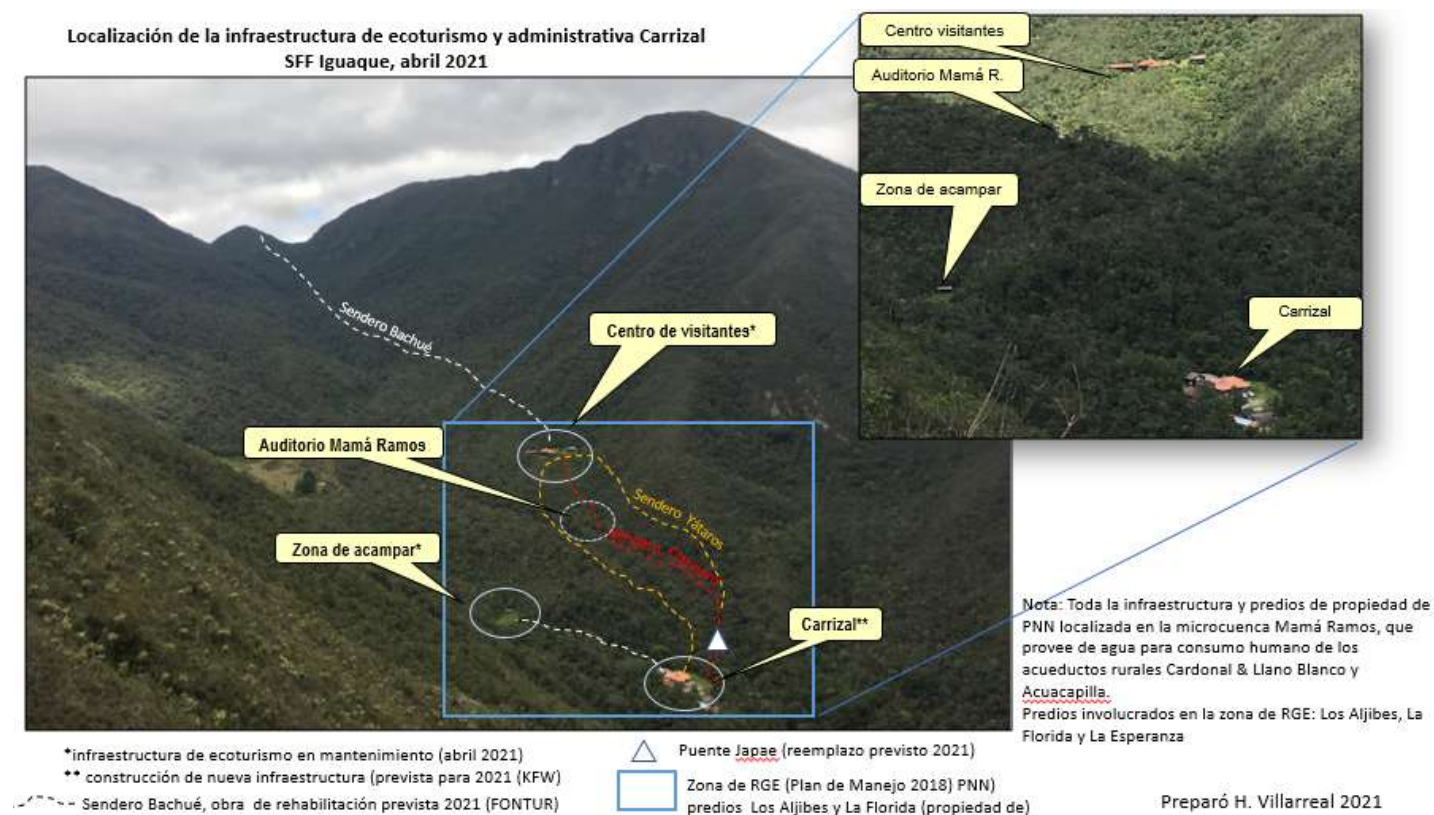 Localización de la infraestructura de ecoturismo y administrativa Carrizal
SFF Iguaque, abril 2021
Centro visitantes
Auditorio Mamá R.
Zona de acampar
Carrizal
Sendero Bachué
Centro de visitantes*
Auditorio Mamá Ramos
Sendero Yátaros
Sendero
Zona de acampar*
Carrizal**
Nota: Toda la infraestructura y predios de propiedad de
PNN localizada en la microcuenca Mamá Ramos, que
provee de agua para consumo humano de los
acueductos rurales Cardonal & Llano Blanco y
Acuacapilla.
Predios involucrados en la zona de RGE: Los Aljibes, La
Florida y La Esperanza
*infraestructura de ecoturismo en mantenimiento (abril 2021)
** construcción de nueva infraestructura (prevista para 2021 (KFW)
Sendero Bachué, obra de rehabilitación prevista 2021 (FONTUR)
Puente Japae (reemplazo previsto 2021)
Zona de RGE (Plan de Manejo 2018) PNN
predios Los Aljibes y La Florida (propiedad de)
Preparó H. Villarreal 2021